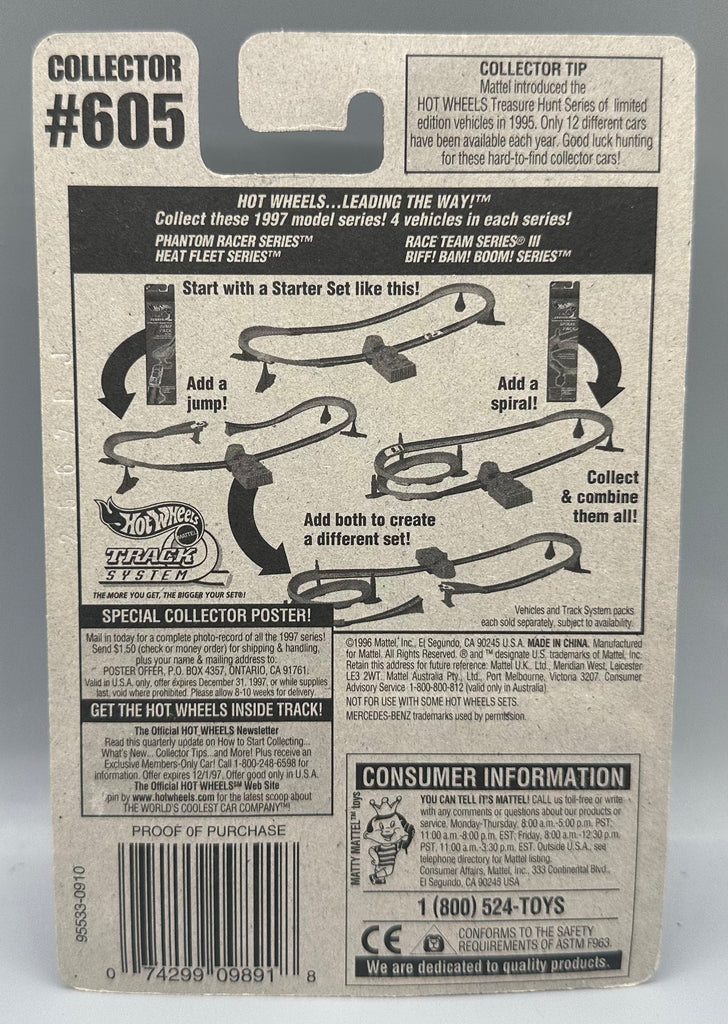 COLLECTOR
#605
COLLECTOR TIP
Mattel introduced the
HOT WHEELS Treasure Hunt Series of limited
edition vehicles in 1995. Only 12 different cars
have been available each year. Good luck hunting
for these hard-to-find collector cars!
HOT WHEELS...LEADING THE WAY!™
Collect these 1997 model series! 4 vehicles in each series!
PHANTOM RACER SERIES™ RACE TEAM SERIES® III
HEAT FLEET SERIES™ BIFF! BAM! BOOM! SERIES™
Start with a Starter Set like this!
Add a
jump!
Add a
spiral!
Collect
& combine
them all!
Add both to create
a different set!
HOT WHEELS
MATTEL
TRACK
SYSTEM
THE MORE YOU GET, THE BIGGER YOUR SET®!
Vehicles and Track System packs
each sold separately, subject to availability.
SPECIAL COLLECTOR POSTER!
Mail in today for a complete photo-record of all the 1997 series!
Send $1.50 (check or money order) for shipping & handling,
plus your name & mailing address to:
POSTER OFFER, P.O. BOX 4357, ONTARIO, CA 91761.
Valid in U.S.A. only, offer expires December 31, 1997, or while supplies
last, void where prohibited. Please allow 8-10 weeks for delivery.
GET THE HOT WHEELS INSIDE TRACK!
The Official HOT WHEELS Newsletter
Read this quarterly update on How to Start Collecting...
What's New... Collector Tips...and More! Plus receive an
Exclusive Members-Only Car! Call 1-800-248-6598 for
information. Offer expires 12/1/97. Offer good only in U.S.A.
The Official HOT WHEELS℠ Web Site
pin by www.hotwheels.com for the latest scoop about
THE WORLD'S COOLEST CAR COMPANY™!
©1996 Mattel, Inc., El Segundo, CA 90245 U.S.A. MADE IN CHINA. Manufactured
for Mattel. All Rights Reserved. ® and ™ designate U.S. trademarks of Mattel, Inc.
Retain this address for future reference: Mattel U.K. Ltd., Meridian West, Leicester
LE3 2WT. Mattel Australia Pty., Ltd., Port Melbourne, Victoria 3207. Consumer
Advisory Service 1-800-800-812 (valid only in Australia)
NOT FOR USE WITH SOME HOT WHEELS SETS.
MERCEDES-BENZ trademarks used by permission.
PROOF OF PURCHASE
95533-0910
0 74299 09891 8
CONSUMER INFORMATION
MATTY MATTEL™ toys
YOU CAN TELL IT'S MATTEL! CALL us toll-free or write
with any comments or questions about our products or
service. Monday-Thursday, 8:00 a.m.-5:00 p.m. PST,
11:00 a.m.-8:00 p.m. EST; Friday, 8:00 a.m.-12:30 p.m.
PST, 11:00 a.m.-3:30 p.m. EST. Outside U.S.A., see
telephone directory for Mattel listing.
Consumer Affairs, Mattel, Inc., 333 Continental Blvd.,
El Segundo, CA 90245 USA
1 (800) 524-TOYS
CE
CONFORMS TO THE SAFETY
REQUIREMENTS OF ASTM F963.
We are dedicated to quality products.